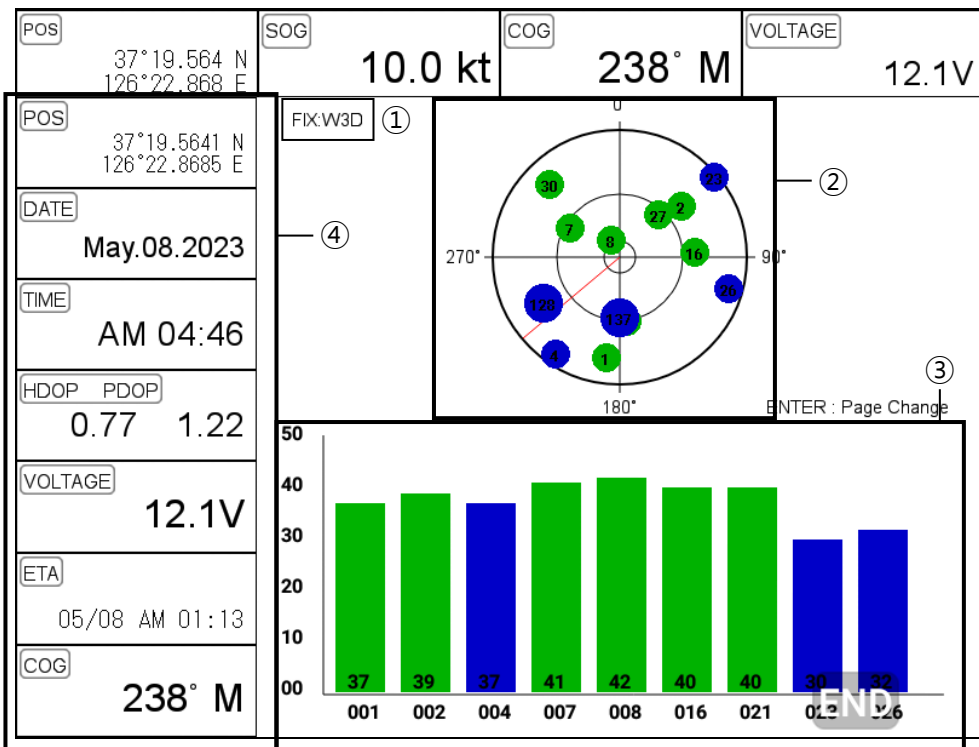 POS
37°19.564 N
126°22.868 E
SOG
10.0 kt
COG
238° M
VOLTAGE
12.1V
POS
37°19.5641 N
126°22.8685 E
DATE
May.08.2023
TIME
AM 04:46
HDOP PDOP
0.77 1.22
VOLTAGE
12.1V
ETA
05/08 AM 01:13
COG
238° M
④
FIX:W3D
①
②
0
30
23
7
27
2
8
16
270°
90°
26
128
137
4
1
180°
③
ENTER : Page Change
50
40
30
20
10
00
37 39 37 41 42 40 40 30 32
001 002 004 007 008 016 021 023 026
END